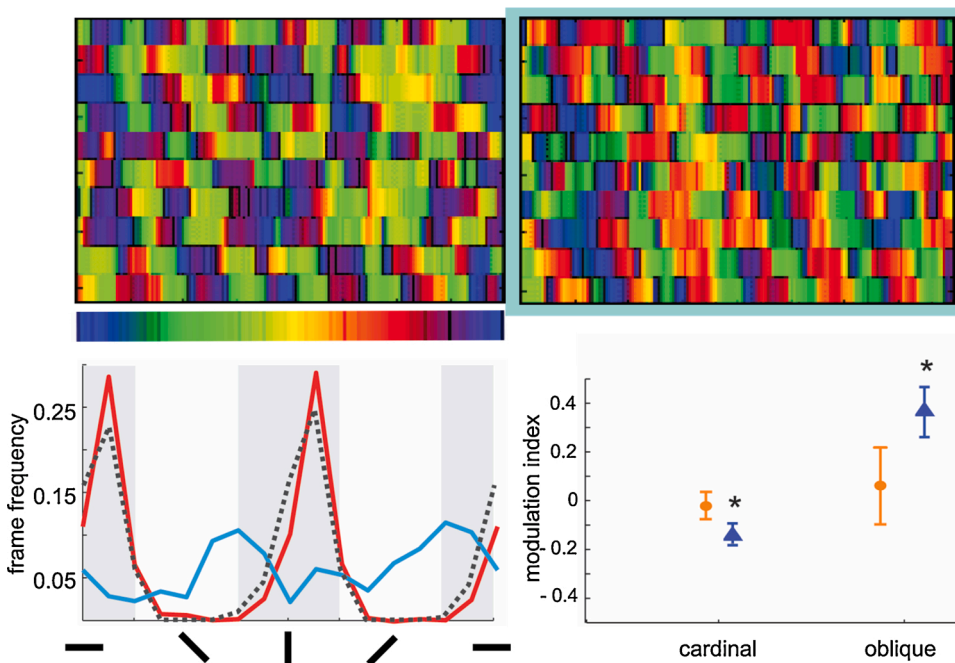 frame frequency
0.25
0.15
0.05
modulation index
0.4
0.2
0
0.2
- 0.4
*
*
cardinal
oblique